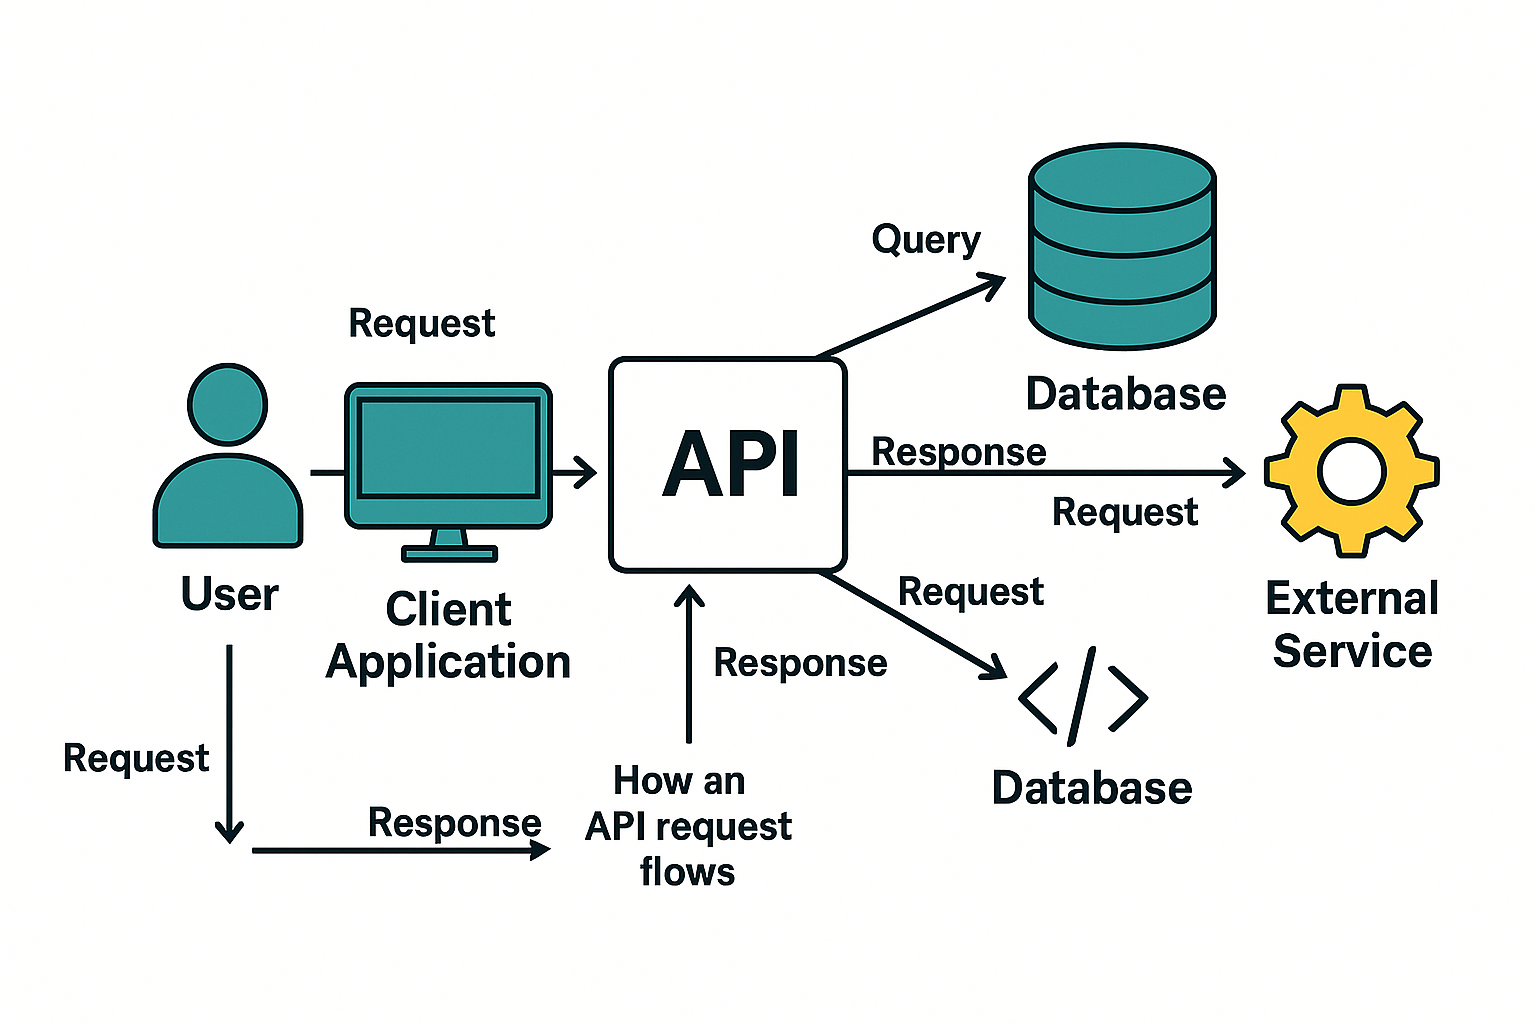 Query
Request
Database
API
Response
Request
User
Client
Application
Request
External
Service
Response
Request
How an
API request
flows
Response
Database